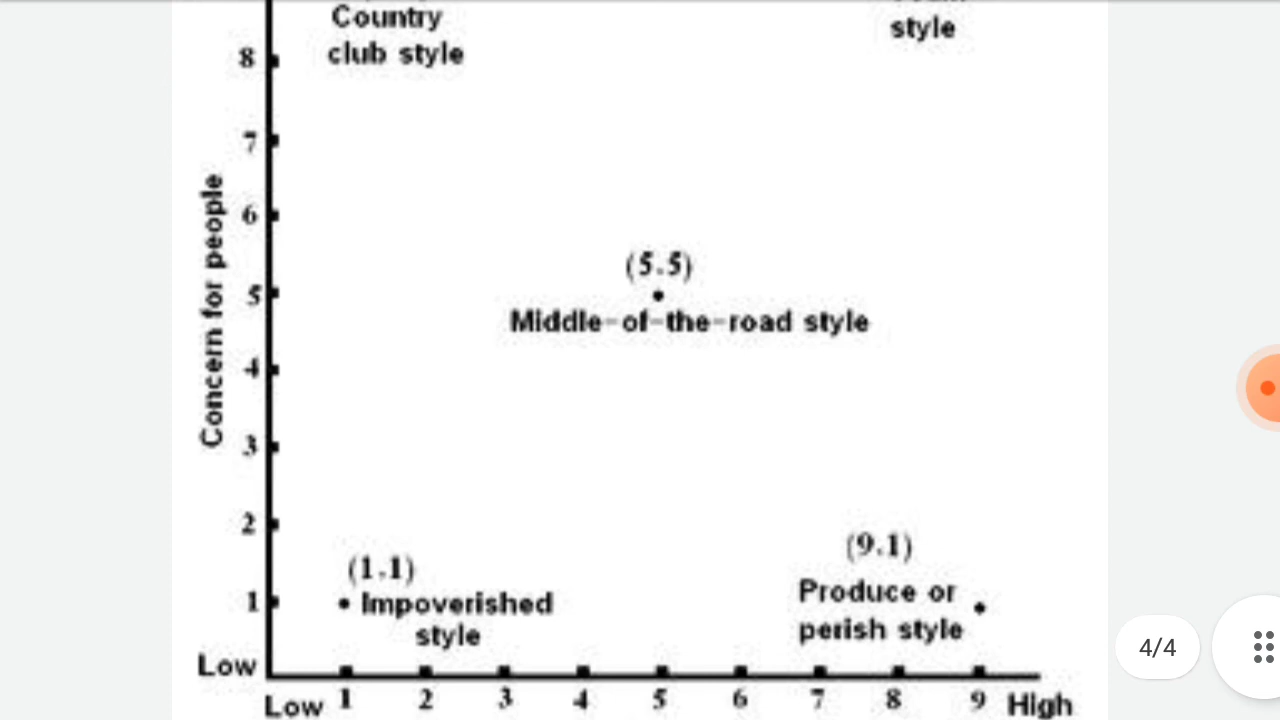 Country
club style
style
8
7
6
5
4
3
2
1
Concern for people
(5.5)
Middle-of-the-road style
(1.1)
Impoverished
style
(9.1)
Produce or
perish style
Low
Low 1 2 3 4 5 6 7 8 9 High
4/4